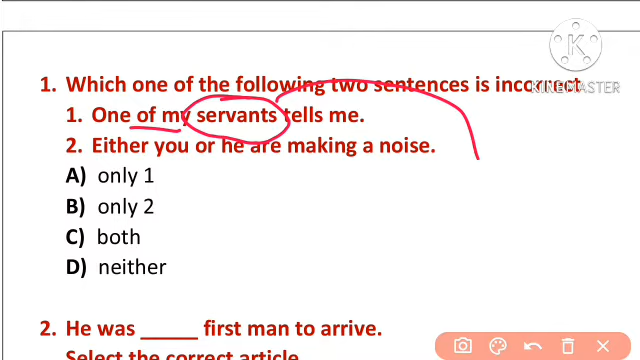 K
KINEMASTER
1. Which one of the following two sentences is incorrect
1. One of my servants tells me.
2. Either you or he are making a noise.
A) only 1
B) only 2
C) both
D) neither
2. He was _____ first man to arrive.
Select the correct article.